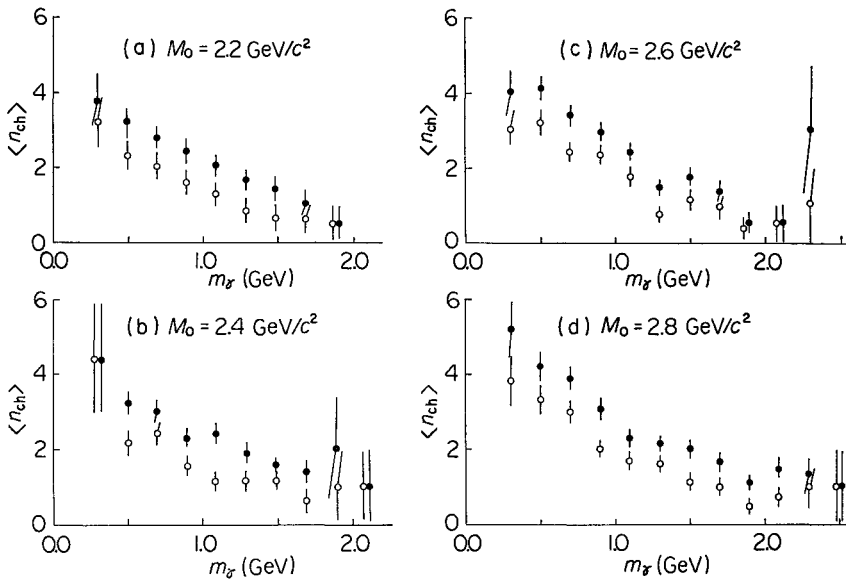 (a) M₀ = 2.2 GeV/c²
6
4
2
0
⟨n_ch⟩
1.0
2.0
m_γ (GeV)
(c) M₀ = 2.6 GeV/c²
6
4
2
0
⟨n_ch⟩
0.0
1.0
2.0
m_γ (GeV)
(b) M₀ = 2.4 GeV/c²
6
4
2
0
⟨n_ch⟩
0.0
1.0
2.0
m_γ (GeV)
(d) M₀ = 2.8 GeV/c²
6
4
2
0
⟨n_ch⟩
0.0
1.0
2.0
m_γ (GeV)